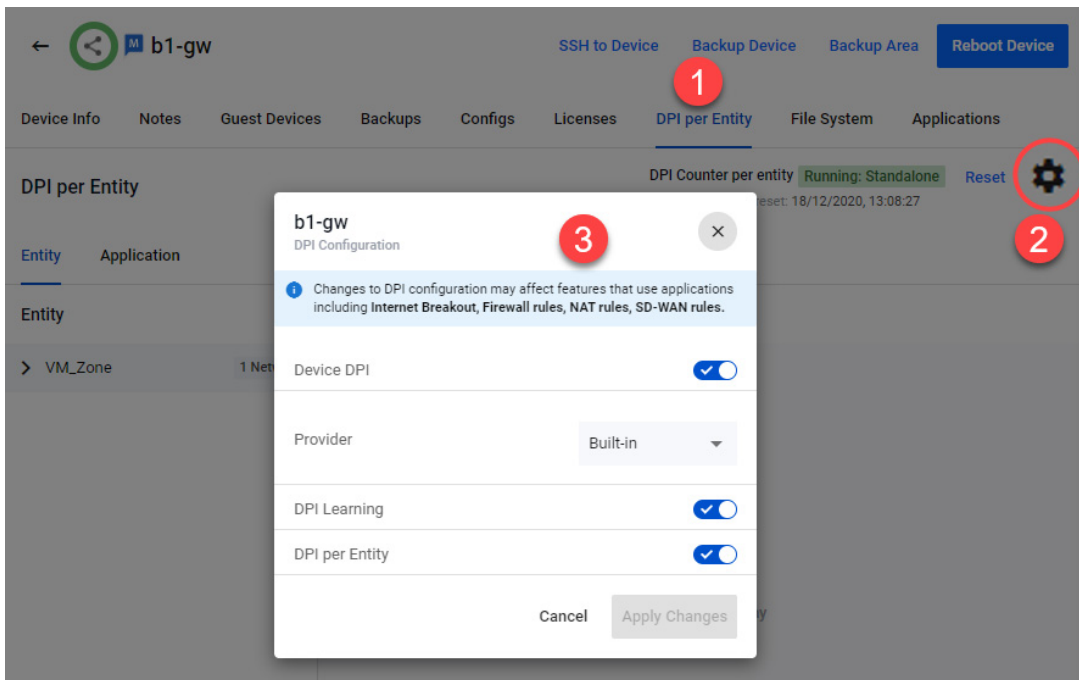 M b1-gw
SSH to Device Backup Device Backup Area Reboot Device
1
Device Info Notes Guest Devices Backups Configs Licenses DPI per Entity File System Applications
DPI per Entity
DPI Counter per entity Running: Standalone Reset
reset: 18/12/2020, 13:08:27
2
Entity Application
Entity
VM_Zone 1 Net
b1-gw
DPI Configuration
3
Changes to DPI configuration may affect features that use applications
including Internet Breakout, Firewall rules, NAT rules, SD-WAN rules.
Device DPI
Provider Built-in
DPI Learning
DPI per Entity
Cancel Apply Changes